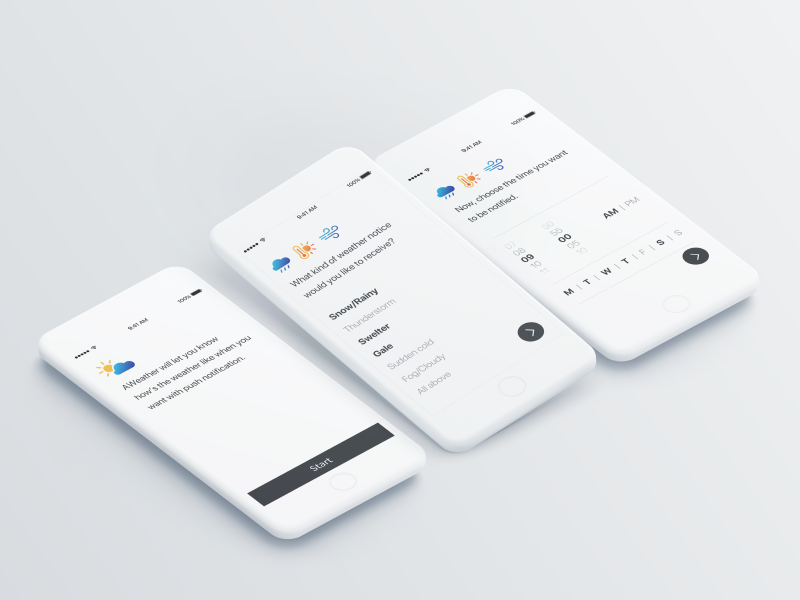 9:41 AM
100%
AWeather will let you know
how's the weather like when you
want with push notification.
Start
9:41 AM
100%
What kind of weather notice
would you like to receive?
Snow/Rainy
Thunderstorm
Swelter
Gale
Sudden cold
Fog/Cloudy
All above
9:41 AM
100%
Now, choose the time you want
to be notified.
07 50
08 55
09 00 AM | PM
10 05
11 10
M | T | W | T | F | S | S